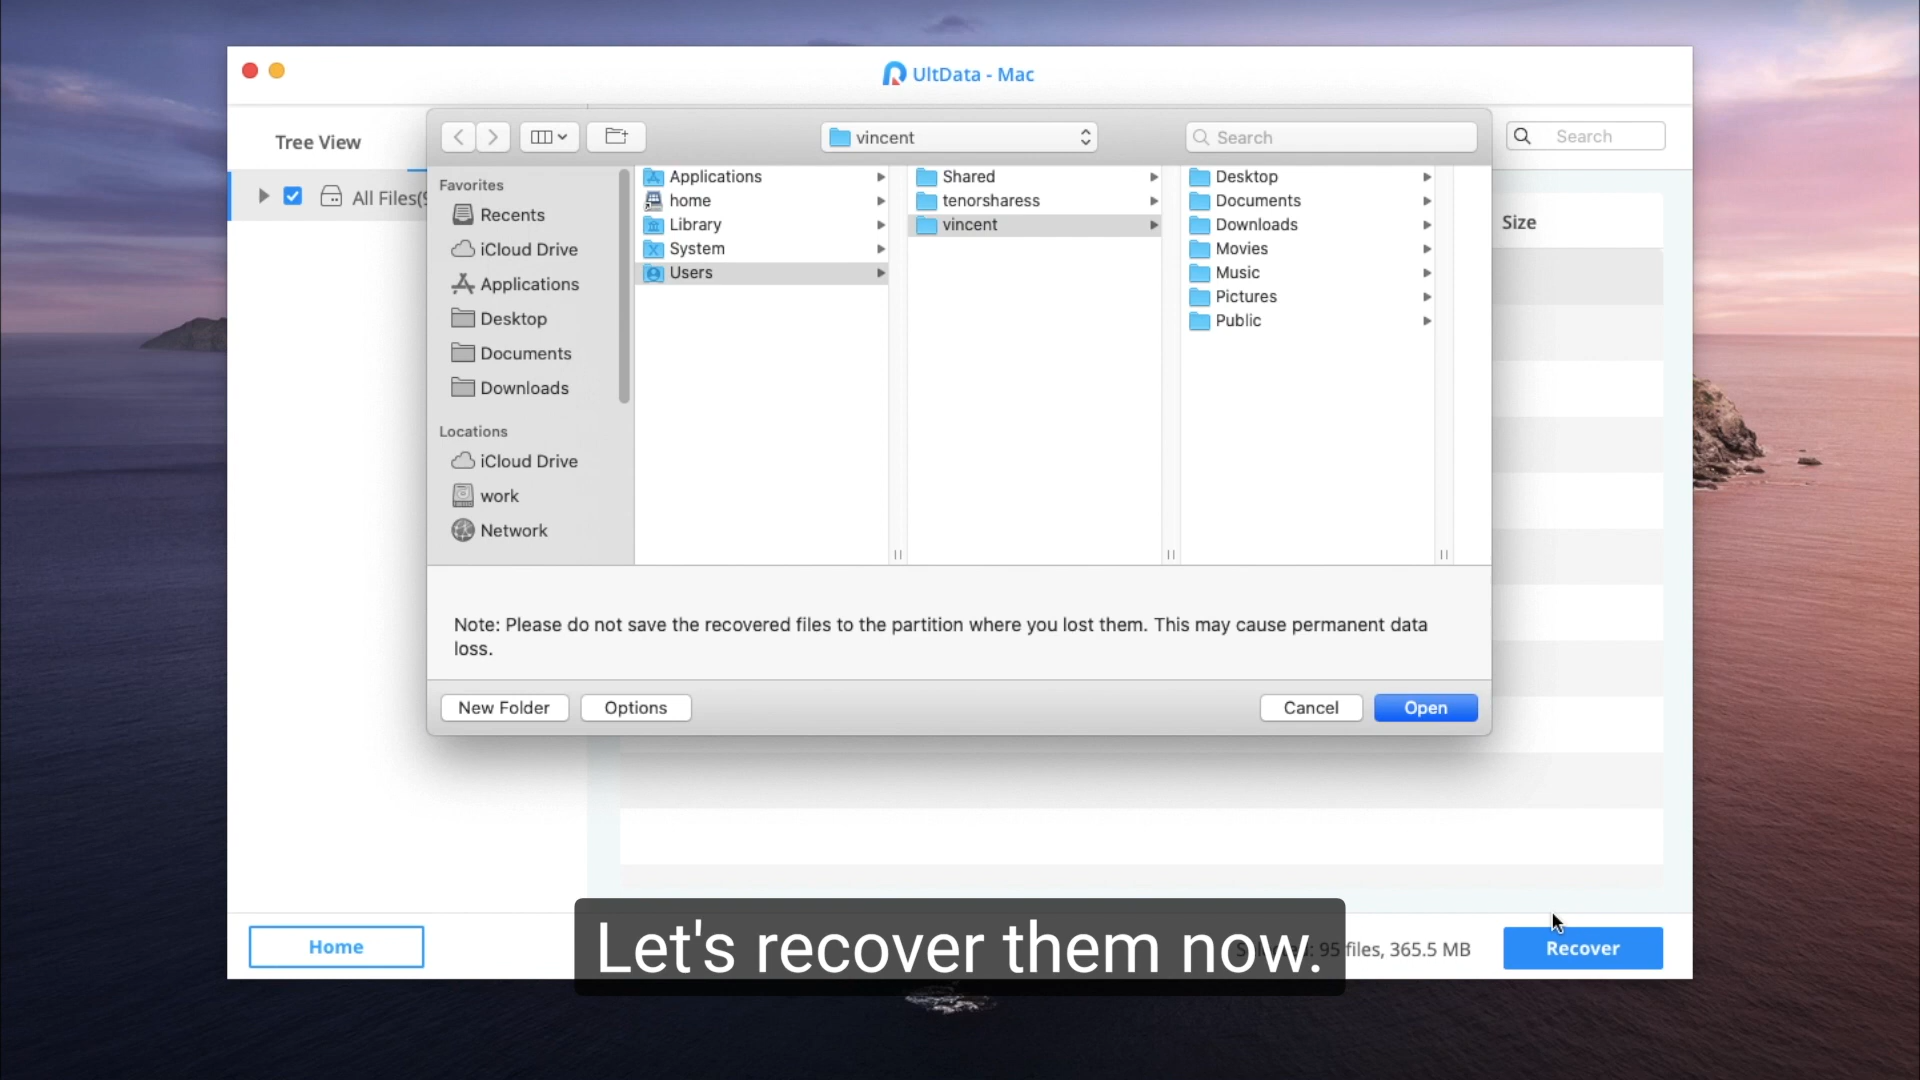 UltData - Mac
Tree View
vincent
Search
Search
All Files(
Favorites
Recents
iCloud Drive
Applications
Desktop
Documents
Downloads
Locations
iCloud Drive
work
Network
Applications
home
Library
System
Users
Shared
tenorsharess
vincent
Desktop
Documents
Downloads
Movies
Music
Pictures
Public
Size
Note: Please do not save the recovered files to the partition where you lost them. This may cause permanent data
loss.
New Folder
Options
Cancel
Open
Home
Let's recover them now.
95 files, 365.5 MB
Recover